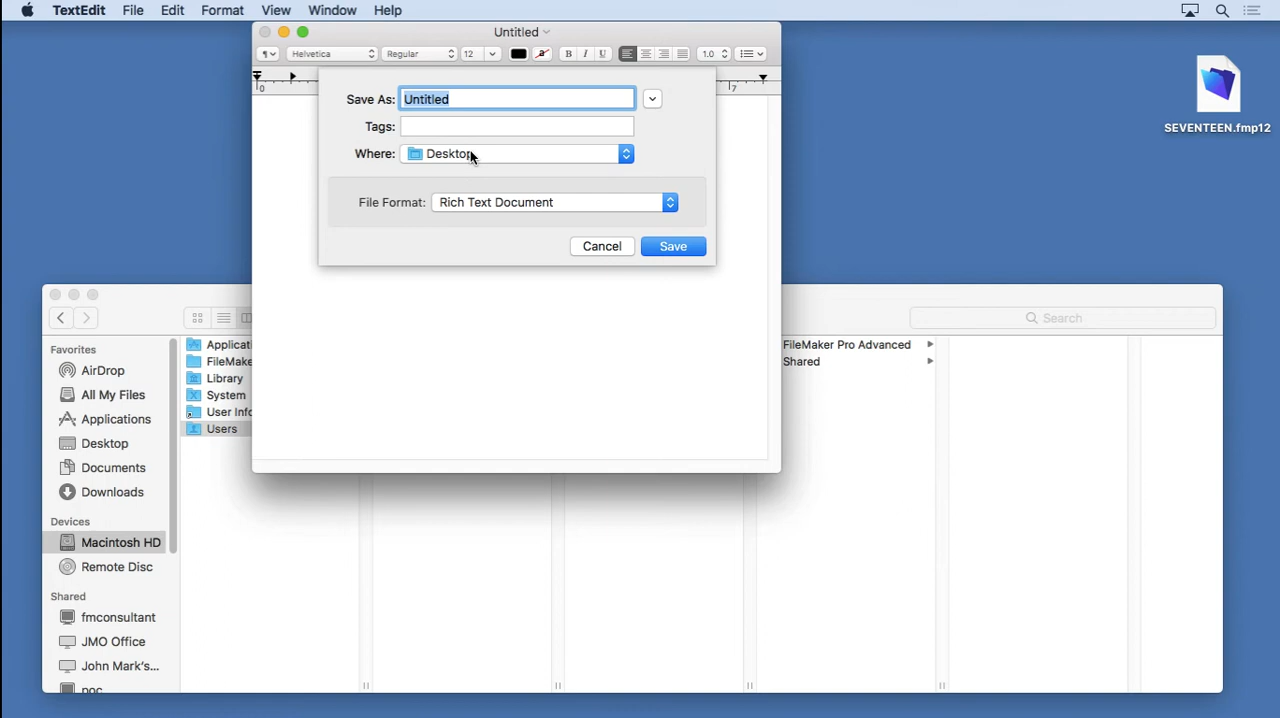 TextEdit File Edit Format View Window Help
Untitled
Helvetica Regular 12 B I U 1.0
0 7
Save As: Untitled
Tags:
Where: Desktop
File Format: Rich Text Document
Cancel Save
SEVENTEEN.fmp12
Search
Favorites
AirDrop
All My Files
Applications
Desktop
Documents
Downloads
Devices
Macintosh HD
Remote Disc
Shared
fmconsultant
JMO Office
John Mark's...
Applicati
FileMake
Library
System
User Info
Users
FileMaker Pro Advanced
Shared